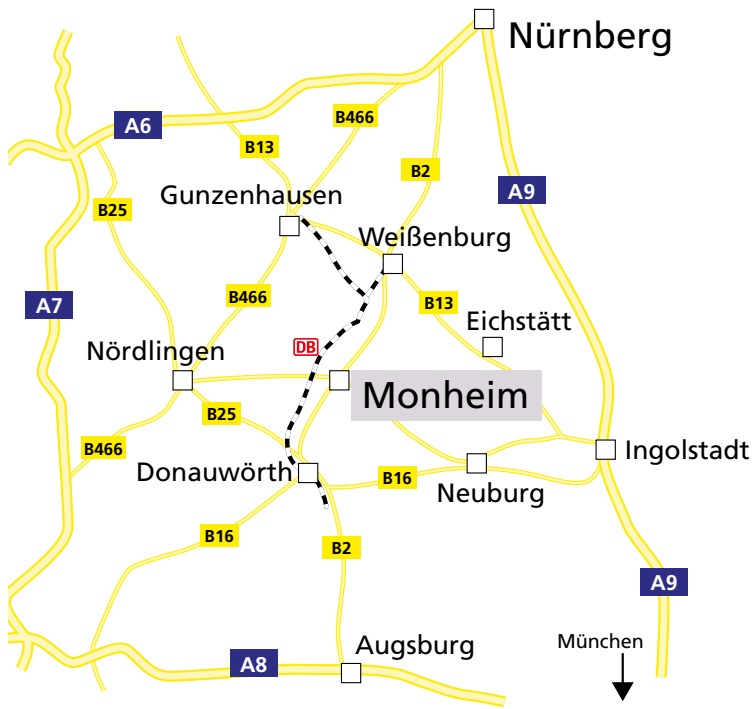 Nürnberg
A6
B466
B13
B2
A9
Gunzenhausen
B25
Weißenburg
A7
B466
B13
Eichstätt
DB
Nördlingen
Monheim
B25
B466
Ingolstadt
Donauwörth
B16
Neuburg
B16
B2
A9
München
Augsburg
A8